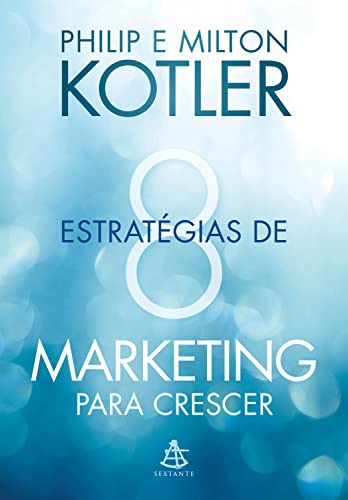 PHILIP E MILTON
KOTLER
8
ESTRATÉGIAS DE
MARKETING
PARA CRESCER
SEXTANTE